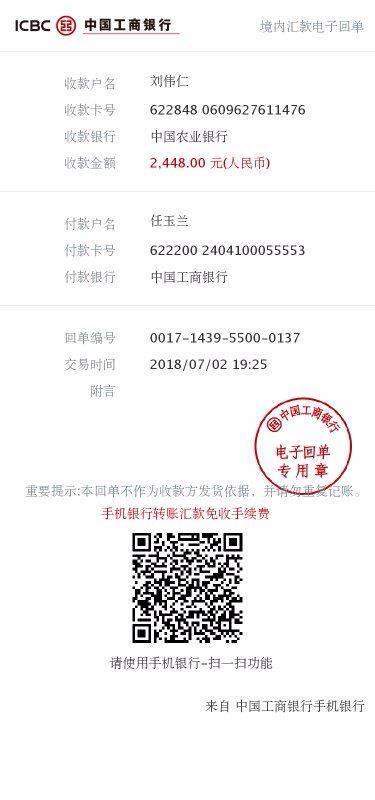 ICBC 中国工商银行 境内汇款电子回单
收款户名 刘伟仁
收款卡号 622848 0609627611476
收款银行 中国农业银行
收款金额 2,448.00 元(人民币)
付款户名 任玉兰
付款卡号 622200 2404100055553
付款银行 中国工商银行
回单编号 0017-1439-5500-0137
交易时间 2018/07/02 19:25
附言
中国工商银行
电子回单
专用章
重要提示:本回单不作为收款方发货依据，并请勿重复记账。
手机银行转账汇款免收手续费
请使用手机银行-扫一扫功能
来自 中国工商银行手机银行